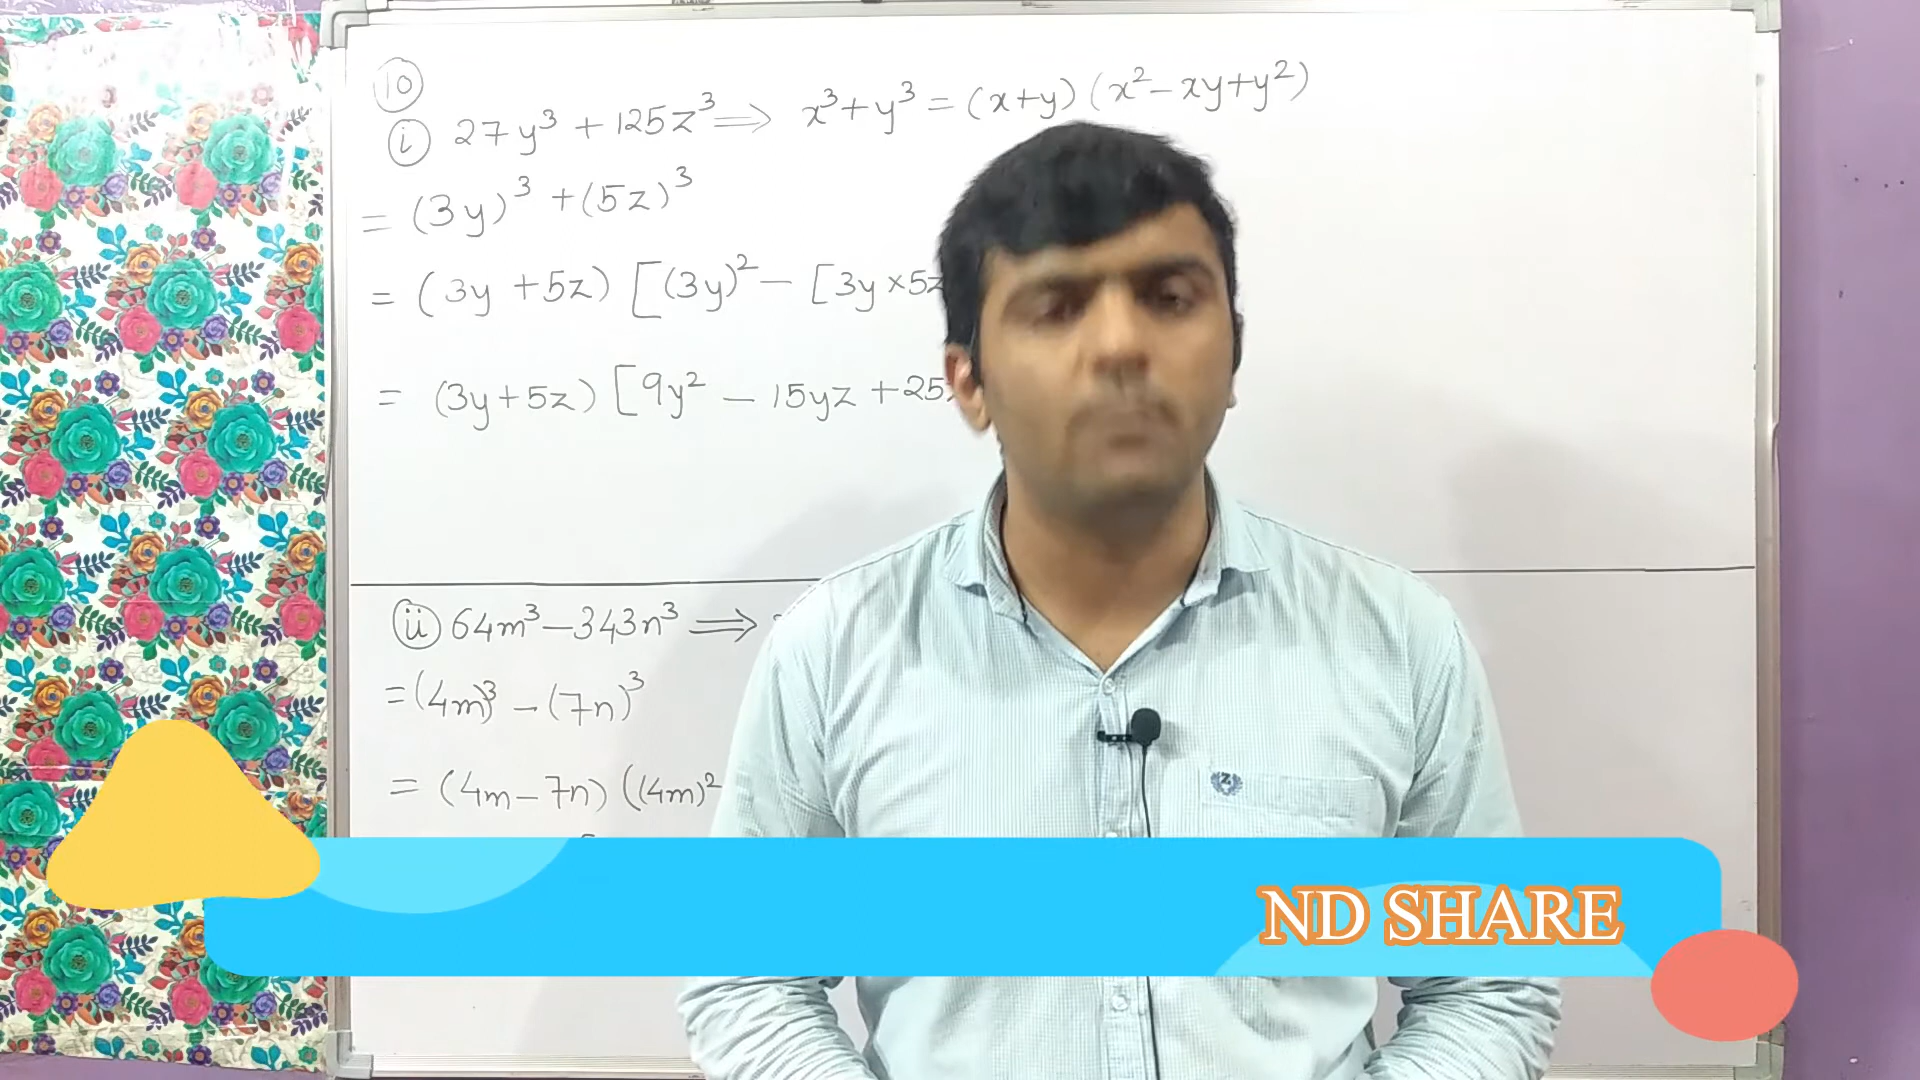 10
i 27y³ + 125z³ ⟹ x³ + y³ = (x+y) (x² - xy + y²)
= (3y)³ + (5z)³
= (3y + 5z) [(3y)² - [3y × 5z
= (3y + 5z) [9y² - 15yz + 25
ii 64m³ - 343n³ ⟹
= (4m)³ - (7n)³
= (4m - 7n) ((4m)²
ND SHARE